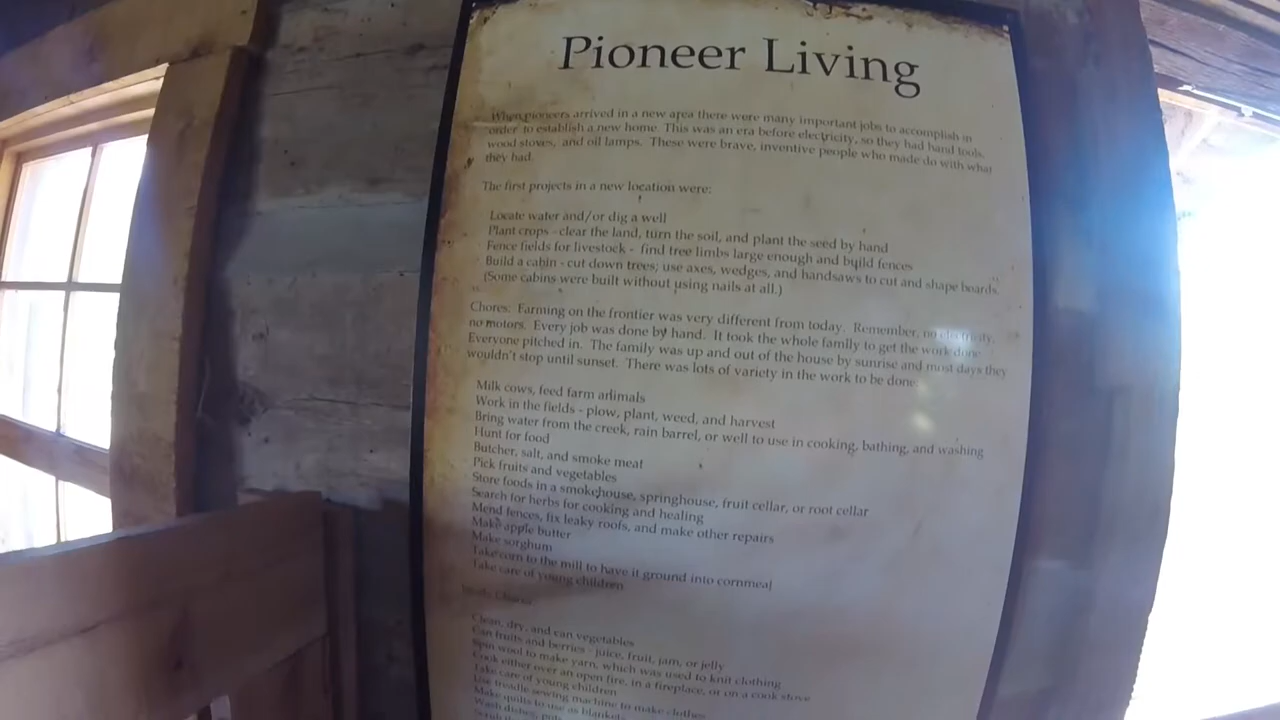 Pioneer Living
When pioneers arrived in a new area there were many important jobs to accomplish in
order to establish a new home. This was an era before electricity, so they had hand tools,
wood stoves, and oil lamps. These were brave, inventive people who made do with what
they had.
The first projects in a new location were:
Locate water and/or dig a well
Plant crops - clear the land, turn the soil, and plant the seed by hand
Fence fields for livestock - find tree limbs large enough and build fences
Build a cabin - cut down trees; use axes, wedges, and handsaws to cut and shape boards.
(Some cabins were built without using nails at all.)
Chores: Farming on the frontier was very different from today. Remember, no electricity,
no motors. Every job was done by hand. It took the whole family to get the work done.
Everyone pitched in. The family was up and out of the house by sunrise and most days they
wouldn't stop until sunset. There was lots of variety in the work to be done:
Milk cows, feed farm animals
Work in the fields - plow, plant, weed, and harvest
Bring water from the creek, rain barrel, or well to use in cooking, bathing, and washing
Hunt for food
Butcher, salt, and smoke meat
Pick fruits and vegetables
Store foods in a smokehouse, springhouse, fruit cellar, or root cellar
Search for herbs for cooking and healing
Mend fences, fix leaky roofs, and make other repairs
Make apple butter
Make sorghum
Take corn to the mill to have it ground into cornmeal
Take care of young children
Chores:
Clean, dry, and can vegetables
Can fruits and berries - juice, fruit, jam, or jelly
Spin wool to make yarn, which was used to knit clothing
Cook either over an open fire, in a fireplace, or on a cook stove
Take care of young children
Use treadle sewing machine to make clothes
Make quilts to use as blankets
Wash dishes,